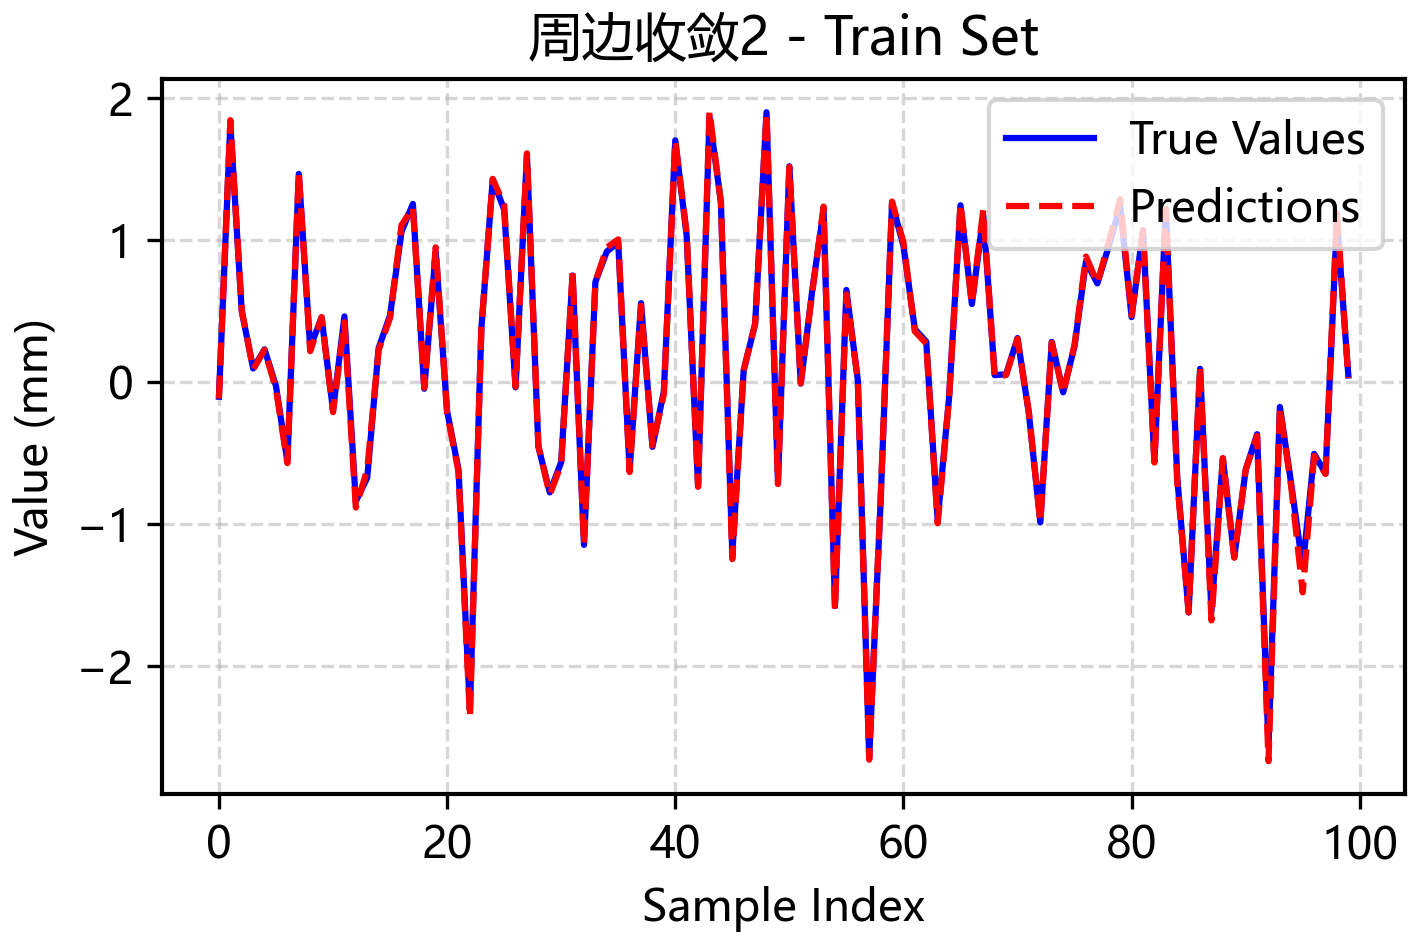 周边收敛2 - Train Set
True Values
Predictions
Value (mm)
2
1
0
−1
−2
0 20 40 60 80 100
Sample Index